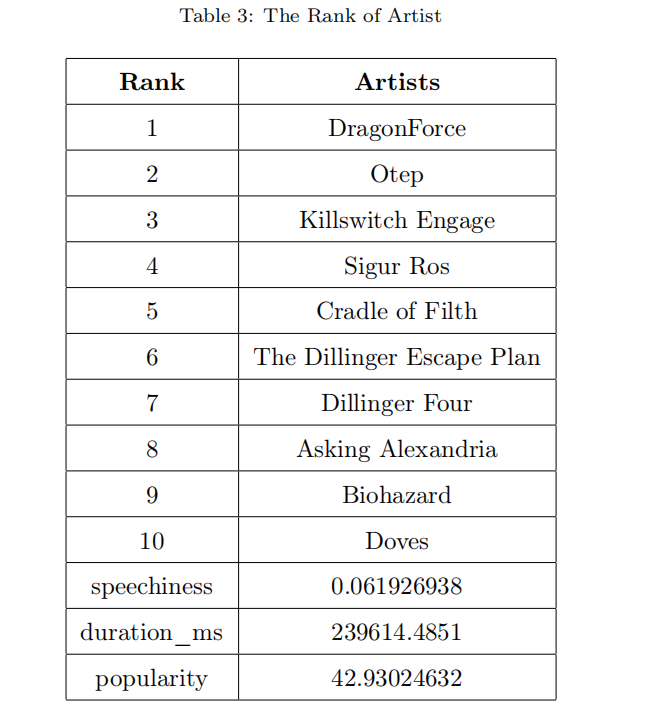 Table 3: The Rank of Artist
Rank Artists
1 DragonForce
2 Otep
3 Killswitch Engage
4 Sigur Ros
5 Cradle of Filth
6 The Dillinger Escape Plan
7 Dillinger Four
8 Asking Alexandria
9 Biohazard
10 Doves
speechiness 0.061926938
duration_ms 239614.4851
popularity 42.93024632